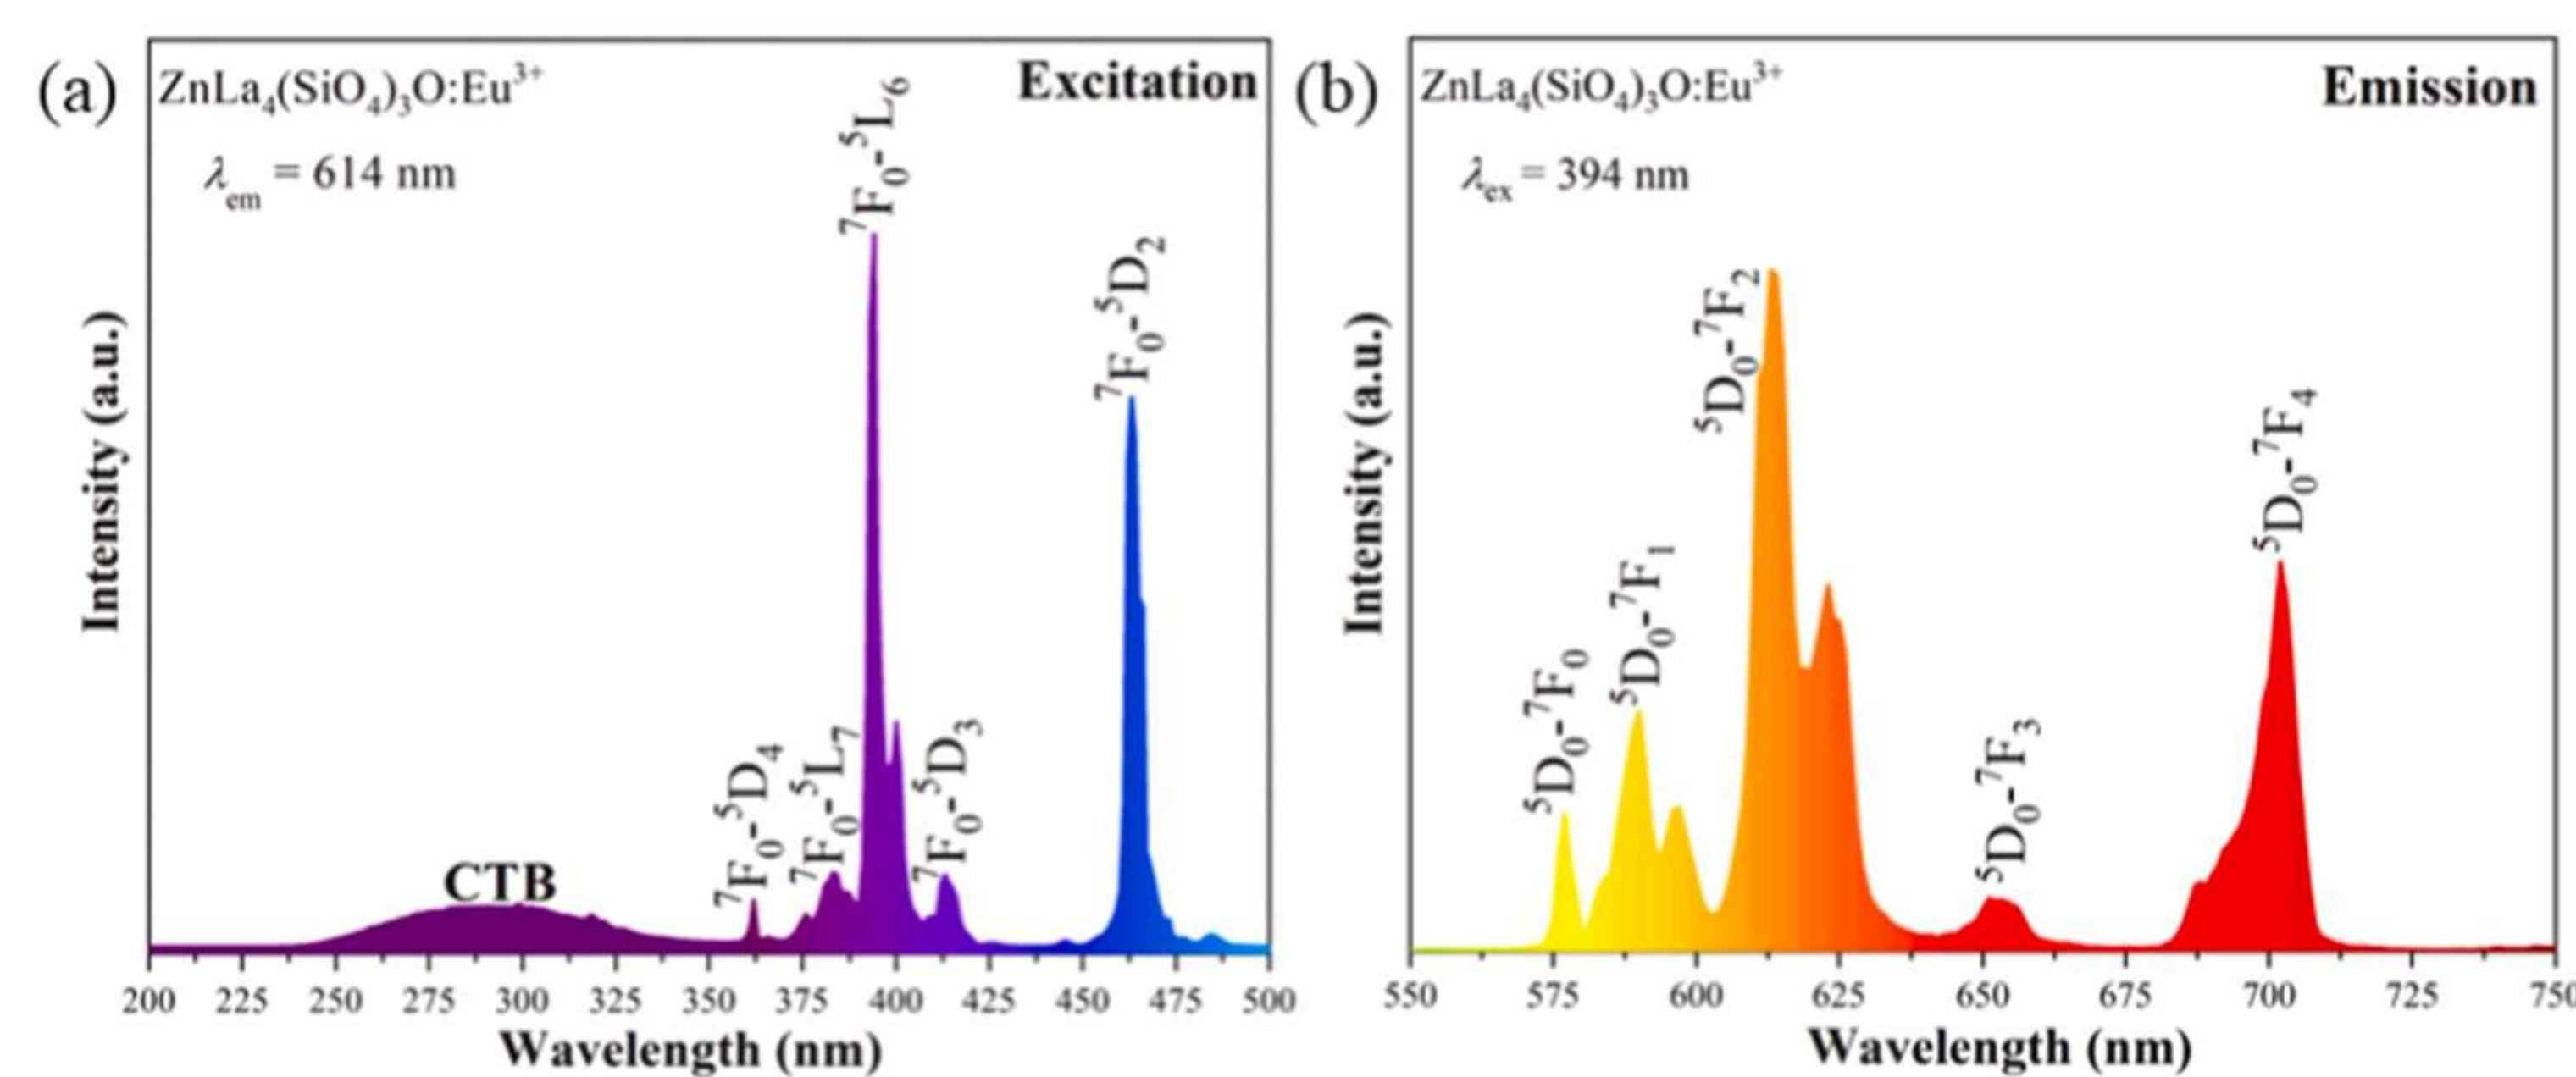 (a)
ZnLa₄(SiO₄)₃O:Eu³⁺
Excitation
λem = 614 nm
⁷F₀-⁵L₆
⁷F₀-⁵D₂
⁷F₀-⁵D₄
⁷F₀-⁵L₇
⁷F₀-⁵D₃
CTB
Intensity (a.u.)
200 225 250 275 300 325 350 375 400 425 450 475 500
Wavelength (nm)
(b)
ZnLa₄(SiO₄)₃O:Eu³⁺
Emission
λex = 394 nm
⁵D₀-⁷F₂
⁵D₀-⁷F₄
⁵D₀-⁷F₁
⁵D₀-⁷F₀
⁵D₀-⁷F₃
Intensity (a.u.)
550 575 600 625 650 675 700 725 750
Wavelength (nm)